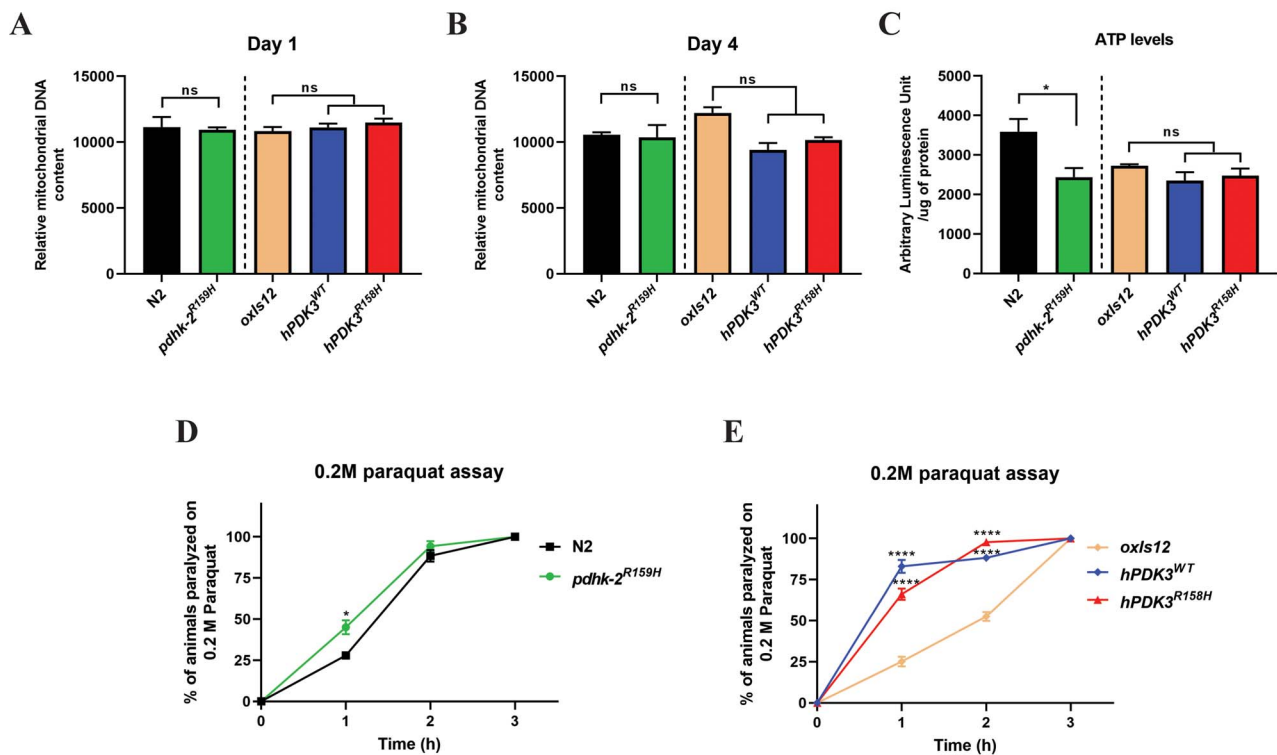 A
Day 1
Relative mitochondrial DNA
content
15000
10000
5000
0
ns
ns
N2
pdhk-2R159H
oxIs12
hPDK3WT
hPDK3R158H
B
Day 4
Relative mitochondrial DNA
content
15000
10000
5000
0
ns
ns
N2
pdhk-2R159H
oxIs12
hPDK3WT
hPDK3R158H
C
ATP levels
Arbitrary Luminescence Unit
/ug of protein
5000
4000
3000
2000
1000
0
*
ns
N2
pdhk-2R159H
oxIs12
hPDK3WT
hPDK3R158H
D
0.2M paraquat assay
% of animals paralyzed on
0.2 M Paraquat
100
75
50
25
0
*
0
1
2
3
Time (h)
N2
pdhk-2R159H
E
0.2M paraquat assay
% of animals paralyzed on
0.2 M Paraquat
100
75
50
25
0
****
****
****
****
0
1
2
3
Time (h)
oxIs12
hPDK3WT
hPDK3R158H